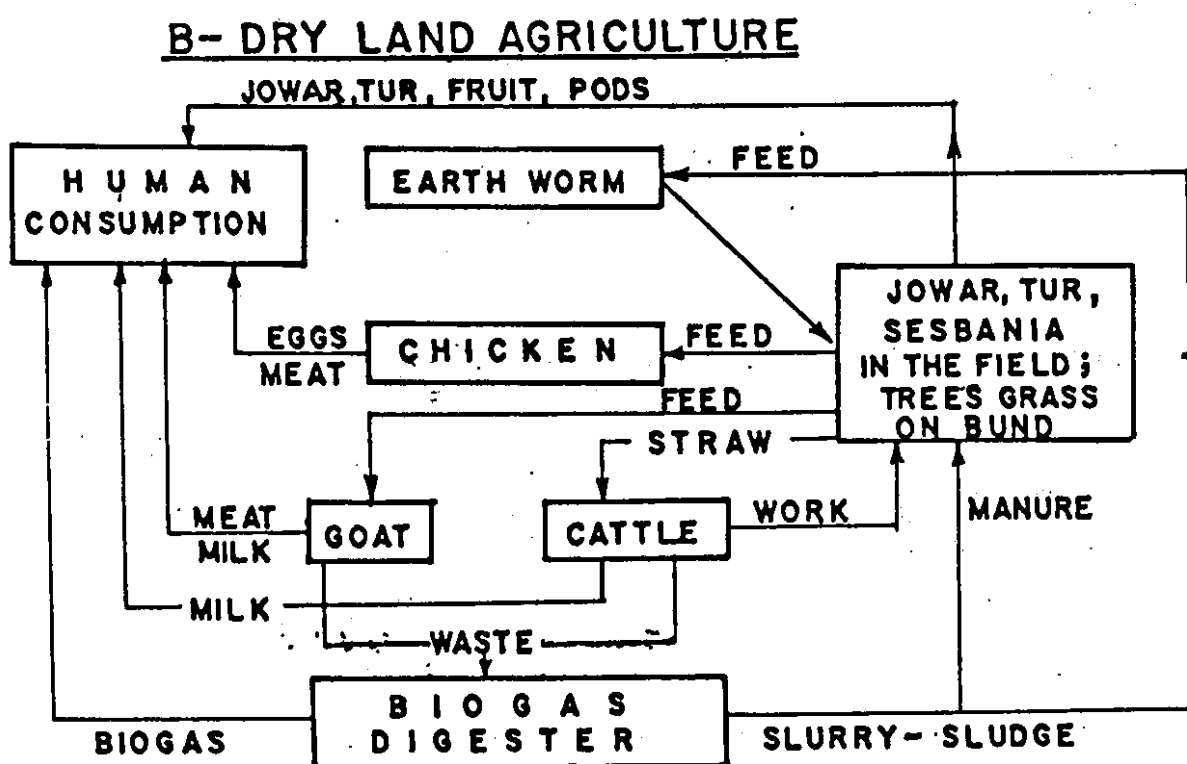 B- DRY LAND AGRICULTURE
JOWAR, TUR, FRUIT, PODS
HUMAN
CONSUMPTION
EARTH WORM
FEED
JOWAR, TUR,
SESBANIA
IN THE FIELD;
TREES GRASS
ON BUND
EGGS
MEAT
CHICKEN
FEED
FEED
STRAW
MEAT
MILK
GOAT
CATTLE
WORK
MANURE
MILK
WASTE
BIOGAS
DIGESTER
BIOGAS
SLURRY- SLUDGE